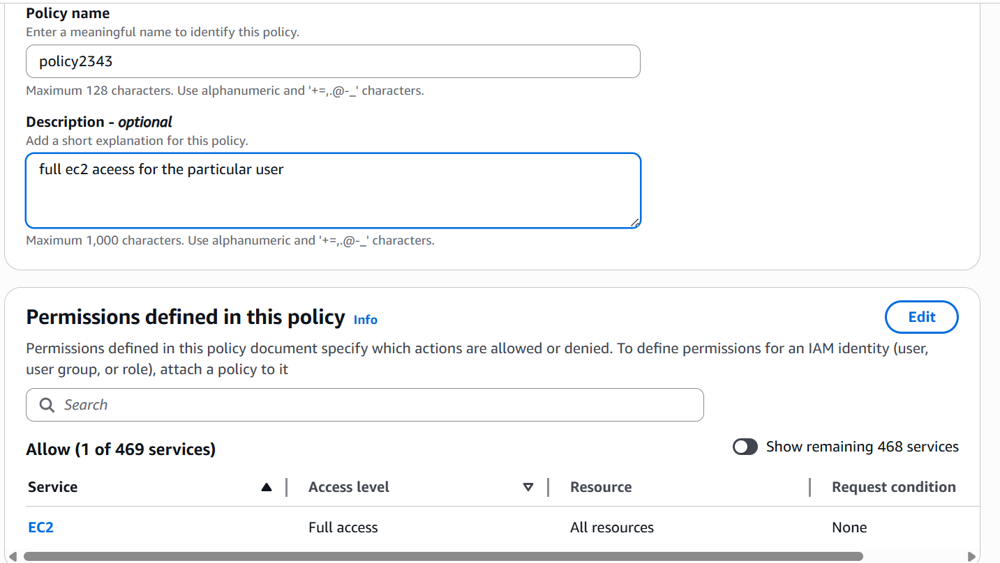 Policy name
Enter a meaningful name to identify this policy.
policy2343
Maximum 128 characters. Use alphanumeric and '+=,.@-_' characters.
Description - optional
Add a short explanation for this policy.
full ec2 aceess for the particular user
Maximum 1,000 characters. Use alphanumeric and '+=,.@-_' characters.
Permissions defined in this policy Info
Edit
Permissions defined in this policy document specify which actions are allowed or denied. To define permissions for an IAM identity (user,
user group, or role), attach a policy to it
Search
Allow (1 of 469 services)
Show remaining 468 services
Service Access level Resource Request condition
EC2 Full access All resources None